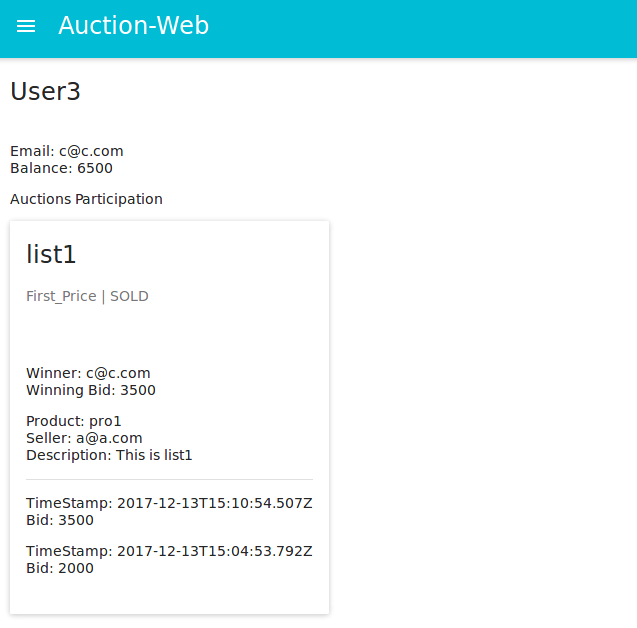 Auction-Web
User3
Email: c@c.com
Balance: 6500
Auctions Participation
list1
First_Price | SOLD
Winner: c@c.com
Winning Bid: 3500
Product: pro1
Seller: a@a.com
Description: This is list1
TimeStamp: 2017-12-13T15:10:54.507Z
Bid: 3500
TimeStamp: 2017-12-13T15:04:53.792Z
Bid: 2000